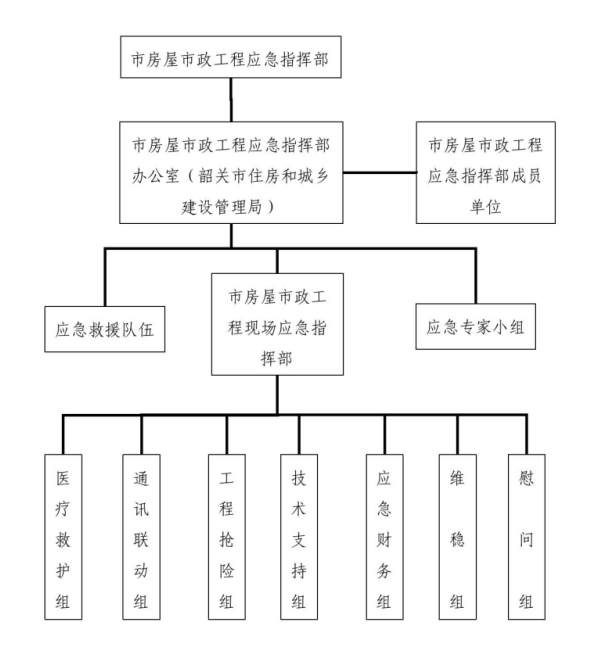 市房屋市政工程应急指挥部
市房屋市政工程应急指挥部
办公室（韶关市住房和城乡
建设管理局）
市房屋市政工程
应急指挥部成员
单位
应急救援队伍
市房屋市政工
程现场应急指
挥部
应急专家小组
医疗救护组
通讯联动组
工程抢险组
技术支持组
应急财务组
维稳组
慰问组